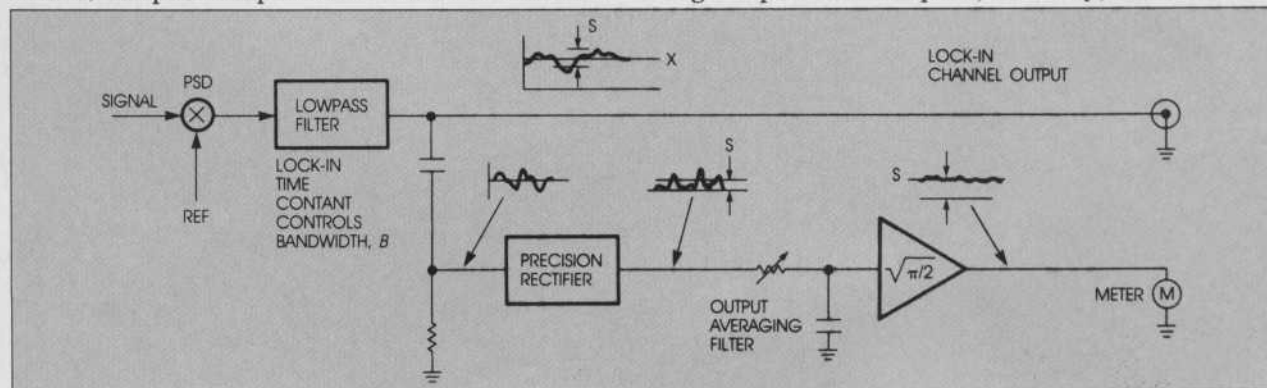 S
X
LOCK-IN
CHANNEL OUTPUT
PSD
SIGNAL
LOWPASS
FILTER
REF
LOCK-IN
TIME
CONTANT
CONTROLS
BANDWIDTH, B
S
S
PRECISION
RECTIFIER
OUTPUT
AVERAGING
FILTER
√π/2
METER
M